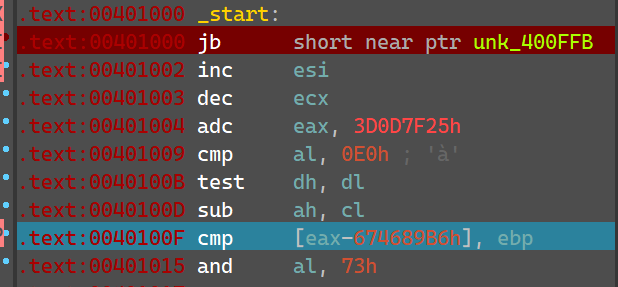 .text:00401000 _start:
.text:00401000 jb short near ptr unk_400FFB
.text:00401002 inc esi
.text:00401003 dec ecx
.text:00401004 adc eax, 3D0D7F25h
.text:00401009 cmp al, 0E0h ; 'à'
.text:0040100B test dh, dl
.text:0040100D sub ah, cl
.text:0040100F cmp [eax-674689B6h], ebp
.text:00401015 and al, 73h